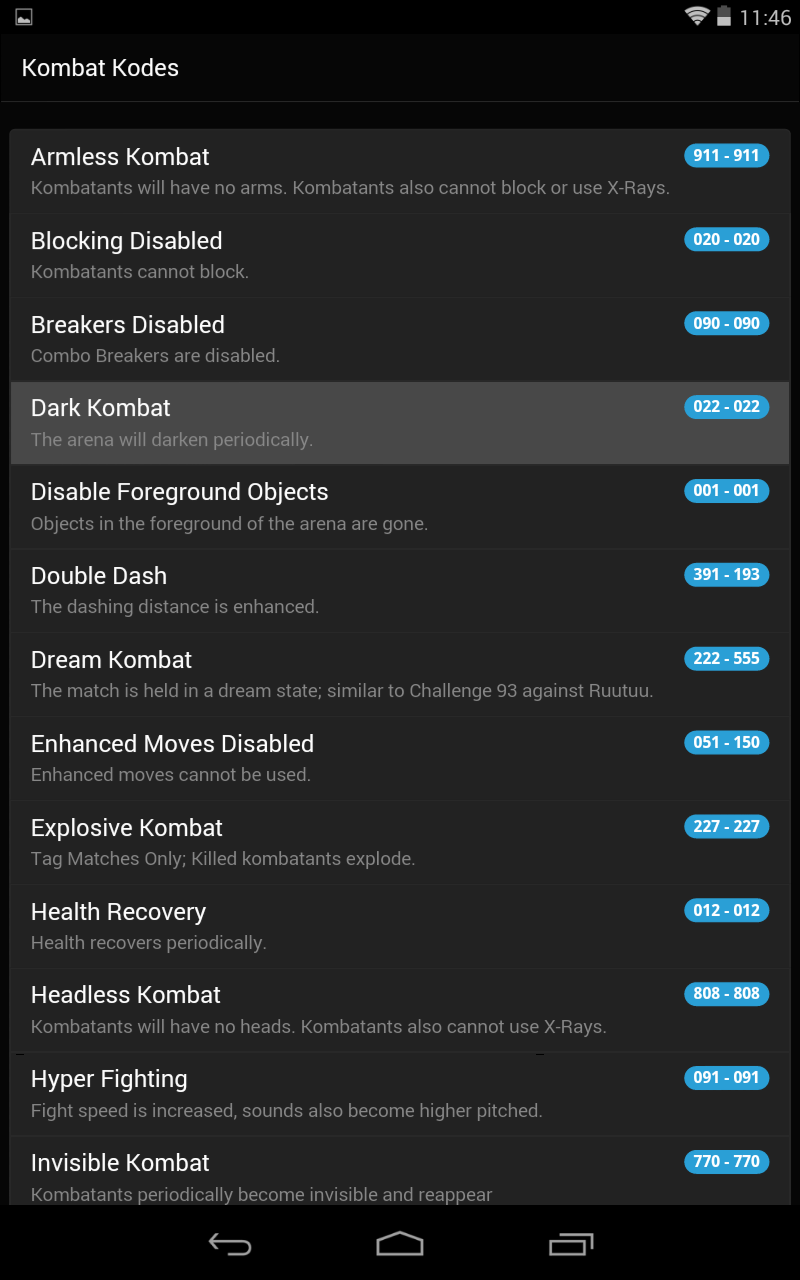 11:46
Kombat Kodes
Armless Kombat 911 - 911
Kombatants will have no arms. Kombatants also cannot block or use X-Rays.
Blocking Disabled 020 - 020
Kombatants cannot block.
Breakers Disabled 090 - 090
Combo Breakers are disabled.
Dark Kombat 022 - 022
The arena will darken periodically.
Disable Foreground Objects 001 - 001
Objects in the foreground of the arena are gone.
Double Dash 391 - 193
The dashing distance is enhanced.
Dream Kombat 222 - 555
The match is held in a dream state; similar to Challenge 93 against Ruutuu.
Enhanced Moves Disabled 051 - 150
Enhanced moves cannot be used.
Explosive Kombat 227 - 227
Tag Matches Only; Killed kombatants explode.
Health Recovery 012 - 012
Health recovers periodically.
Headless Kombat 808 - 808
Kombatants will have no heads. Kombatants also cannot use X-Rays.
Hyper Fighting 091 - 091
Fight speed is increased, sounds also become higher pitched.
Invisible Kombat 770 - 770
Kombatants periodically become invisible and reappear